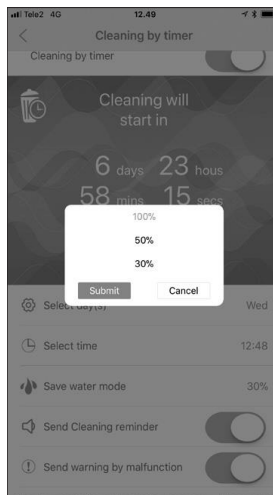 Tele2 4G 12.49
Cleaning by timer
Cleaning by timer
Cleaning will
start in
6 days 23 hous
58 mins 15 secs
100%
50%
30%
Submit Cancel
Select day(s) Wed
Select time 12:48
Save water mode 30%
Send Cleaning reminder
Send warning by malfunction